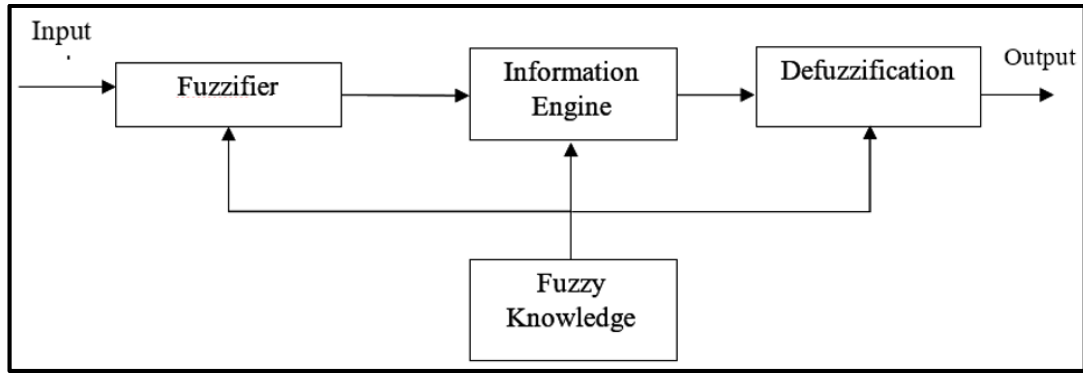 Input
Fuzzifier
Information
Engine
Defuzzification
Output
Fuzzy
Knowledge